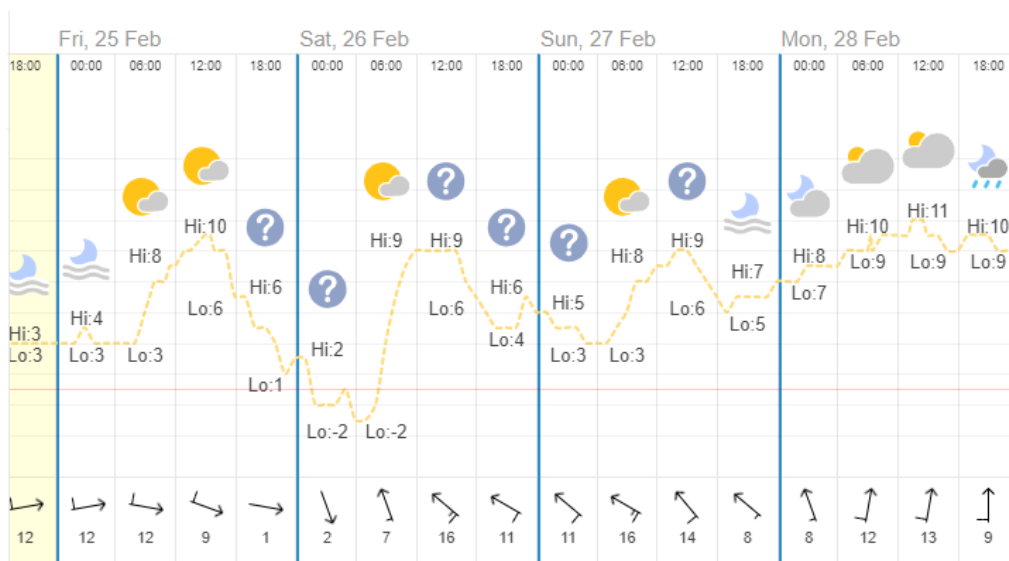 Fri, 25 Feb Sat, 26 Feb Sun, 27 Feb Mon, 28 Feb
18:00 00:00 06:00 12:00 18:00 00:00 06:00 12:00 18:00 00:00 06:00 12:00 18:00 00:00 06:00 12:00 18:00
? ? ? ? ? ?
Hi:3 Hi:4 Hi:8 Hi:10 Hi:6 Hi:2 Hi:9 Hi:9 Hi:6 Hi:5 Hi:8 Hi:9 Hi:7 Hi:8 Hi:10 Hi:11 Hi:10
Lo:3 Lo:3 Lo:3 Lo:6 Lo:1 Lo:-2 Lo:-2 Lo:6 Lo:4 Lo:3 Lo:3 Lo:6 Lo:5 Lo:7 Lo:9 Lo:9 Lo:9
12 12 12 9 1 2 7 16 11 11 16 14 8 8 12 13 9